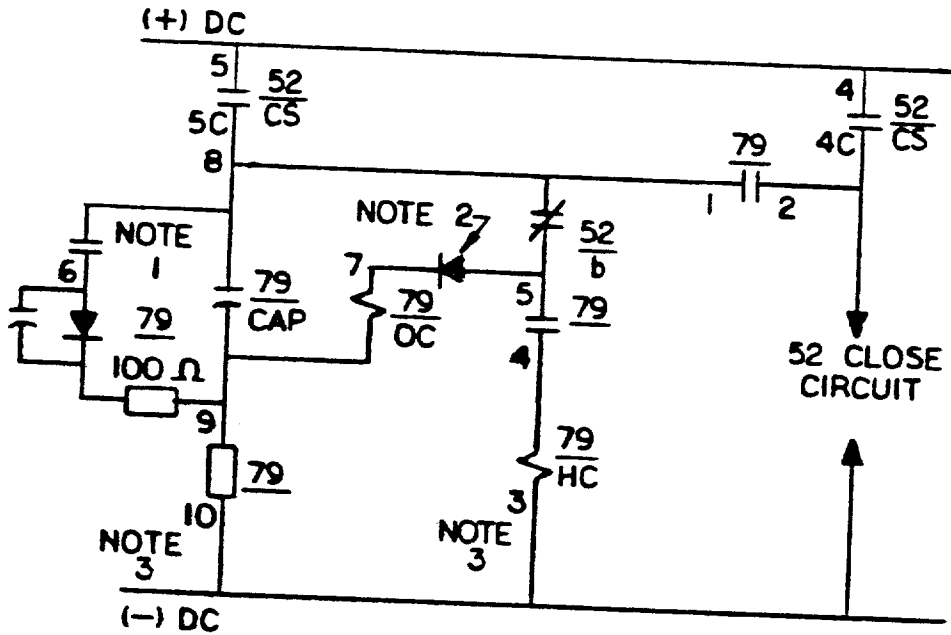 (+) DC
5
52
CS
5C
8
4
52
CS
4C
79
1
2
NOTE
1
6
NOTE 2
7
52
b
5
79
CAP
79
OC
79
4
79
100 Ω
9
52 CLOSE
CIRCUIT
79
10
79
HC
3
NOTE
3
NOTE
3
(-) DC